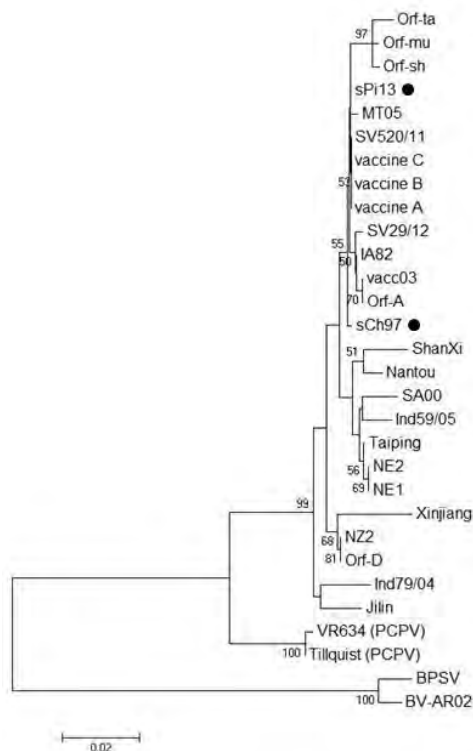 97
Orf-ta
Orf-mu
Orf-sh
sPi13
MT05
SV520/11
vaccine C
53
vaccine B
vaccine A
SV29/12
55
50
IA82
vacc03
70
Orf-A
sCh97
51
ShanXi
Nantou
SA00
Ind59/05
Taiping
56
NE2
69
NE1
99
Xinjiang
68
NZ2
81
Orf-D
Ind79/04
Jilin
VR634 (PCPV)
100
Tillquist (PCPV)
BPSV
100
BV-AR02
0.02